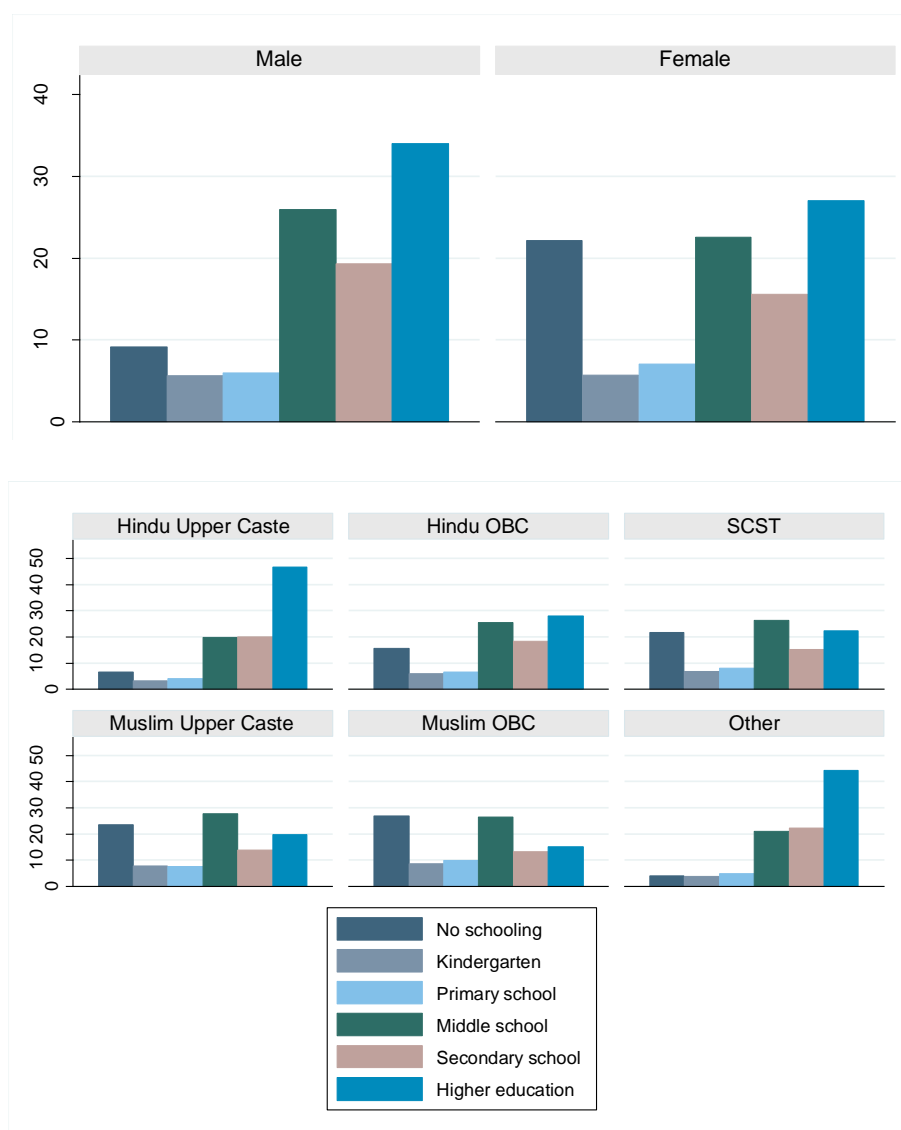 Male Female
40
30
20
10
0
Hindu Upper Caste Hindu OBC SCST
50
40
30
20
10
0
Muslim Upper Caste Muslim OBC Other
50
40
30
20
10
0
No schooling
Kindergarten
Primary school
Middle school
Secondary school
Higher education